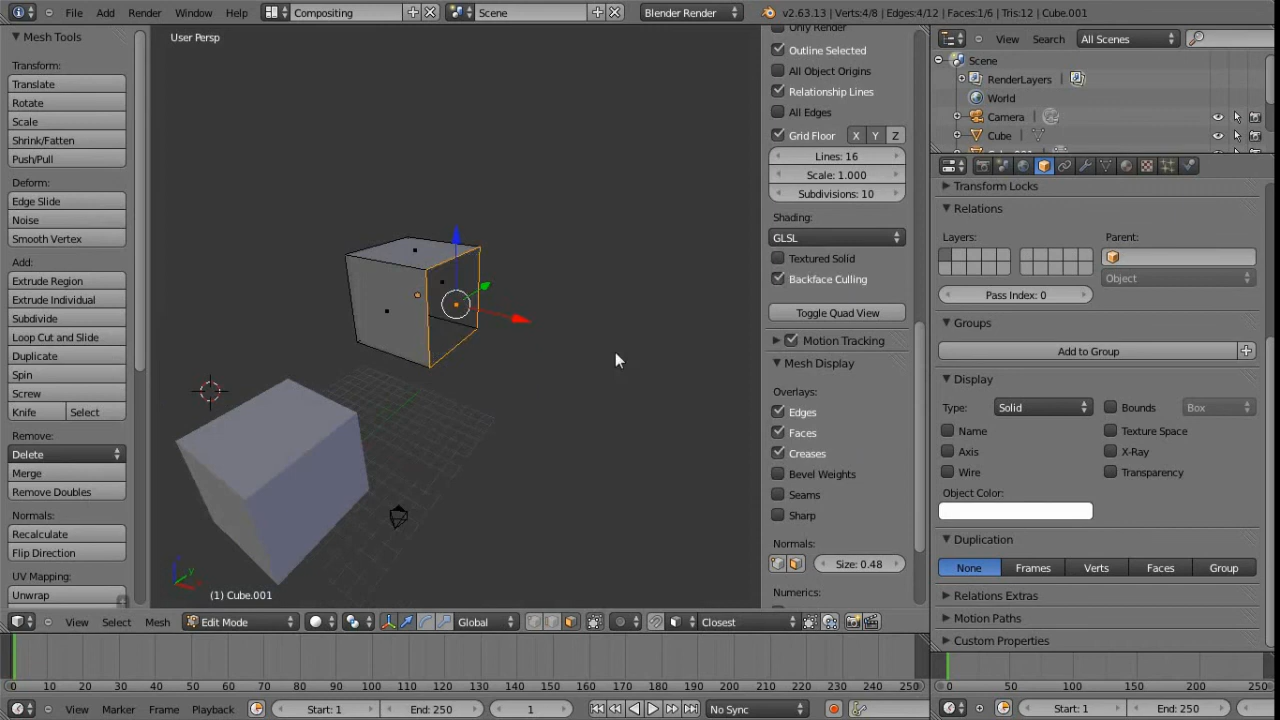 File Add Render Window Help Compositing Scene Blender Render v2.63.13 | Verts:4/8 | Edges:4/12 | Faces:1/6 | Tris:12 | Cube.001
Mesh Tools
Transform:
Translate
Rotate
Scale
Shrink/Fatten
Push/Pull
Deform:
Edge Slide
Noise
Smooth Vertex
Add:
Extrude Region
Extrude Individual
Subdivide
Loop Cut and Slide
Duplicate
Spin
Screw
Knife Select
Remove:
Delete
Merge
Remove Doubles
Normals:
Recalculate
Flip Direction
UV Mapping:
Unwrap
User Persp
(1) Cube.001
Only Render
Outline Selected
All Object Origins
Relationship Lines
All Edges
Grid Floor X Y Z
Lines: 16
Scale: 1.000
Subdivisions: 10
Shading:
GLSL
Textured Solid
Backface Culling
Toggle Quad View
Motion Tracking
Mesh Display
Overlays:
Edges
Faces
Creases
Bevel Weights
Seams
Sharp
Normals:
Size: 0.48
Numerics:
View Search All Scenes
Scene
RenderLayers
World
Camera
Cube
Transform Locks
Relations
Layers: Parent:
Object
Pass Index: 0
Groups
Add to Group
Display
Type: Solid Bounds Box
Name Texture Space
Axis X-Ray
Wire Transparency
Object Color:
Duplication
None Frames Verts Faces Group
Relations Extras
Motion Paths
Custom Properties
View Select Mesh Edit Mode Global Closest
0 10 20 30 40 50 60 70 80 90 100 110 120 130 140 150 160 170 180 190 200 210 220 230 240 250
View Marker Frame Playback Start: 1 End: 250 1 No Sync
0 50 100 150 200 250
Start: 1 End: 250